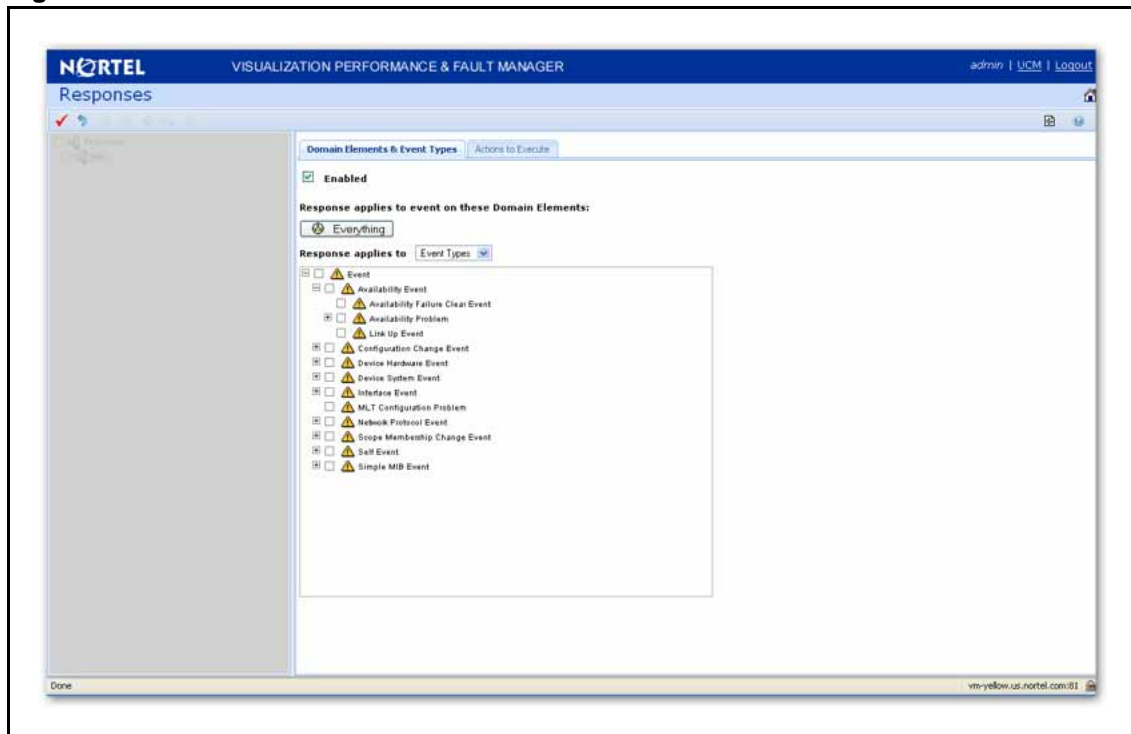 NORTEL VISUALIZATION PERFORMANCE & FAULT MANAGER admin | UCM | Logout
Responses
Domain Elements & Event Types Actions to Execute
Enabled
Response applies to event on these Domain Elements:
Everything
Response applies to Event Types
Event
Availability Event
Availability Failure Clear Event
Availability Problem
Link Up Event
Configuration Change Event
Device Hardware Event
Device System Event
Interface Event
MLT Configuration Problem
Network Protocol Event
Scope Membership Change Event
Self Event
Simple MIB Event
Done vm-yellow.us.nortel.com:81